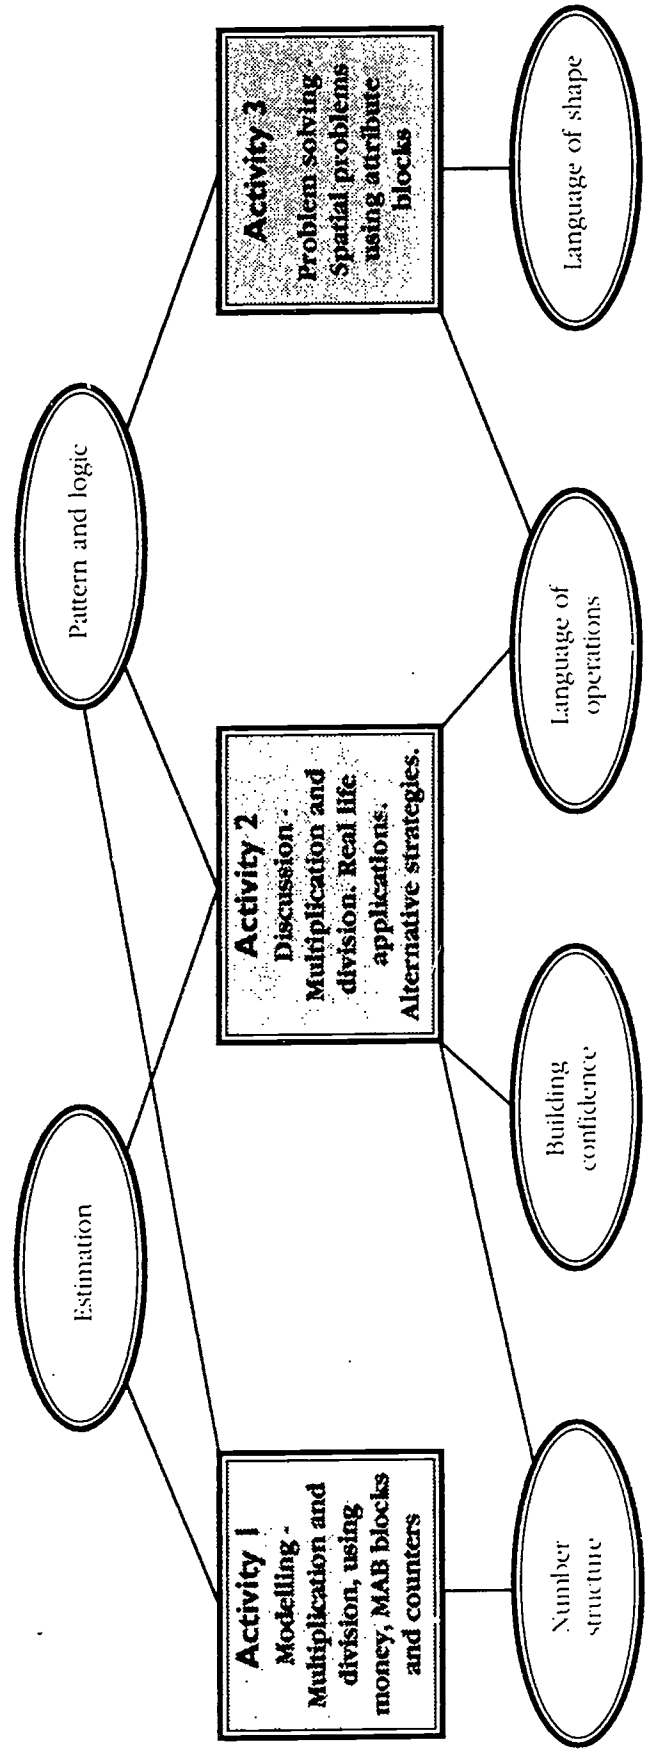 Estimation
Pattern and logic
Activity 1
Modelling -
Multiplication and
division, using
money, MAB blocks
and counters
Activity 2
Discussion -
Multiplication and
division. Real life
applications.
Alternative strategies.
Activity 3
Problem solving -
Spatial problems
using attribute
blocks
Number
structure
Building
confidence
Language of
operations
Language of shape